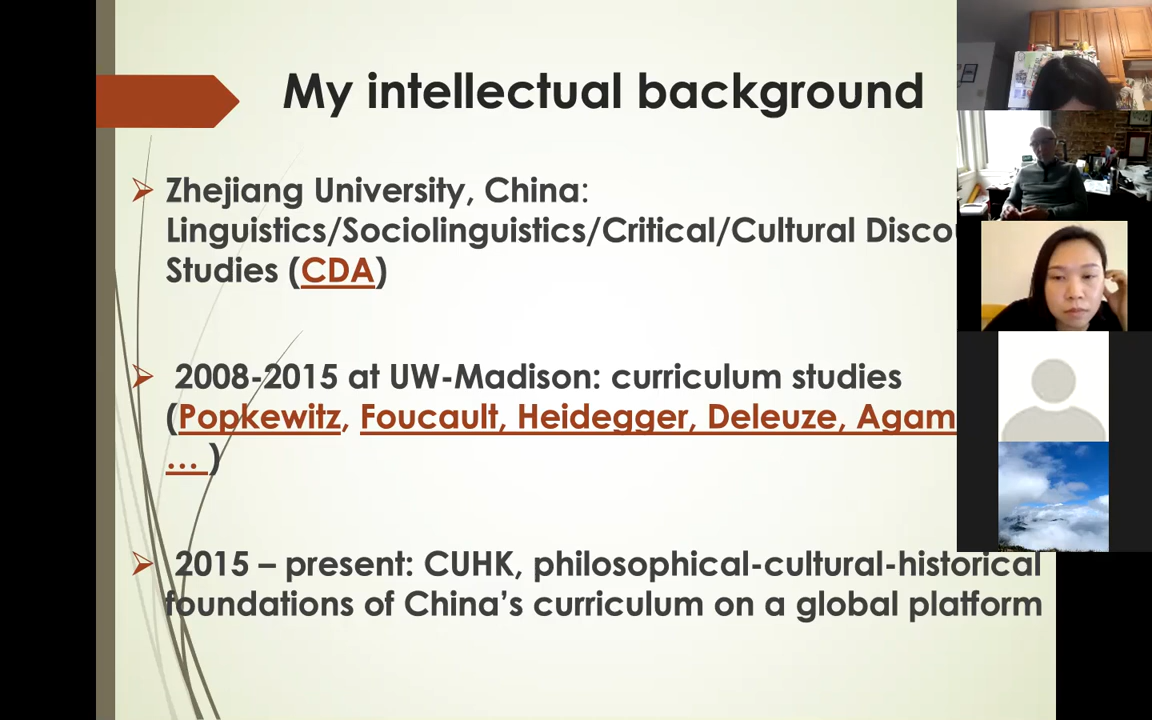 My intellectual background
Zhejiang University, China:
Linguistics/Sociolinguistics/Critical/Cultural
Studies (CDA)
2008-2015 at UW-Madison: curriculum studies
(Popkewitz, Foucault, Heidegger, Deleuze,
… )
2015 – present: CUHK, philosophical-cultural-historical
foundations of China’s curriculum on a global platform